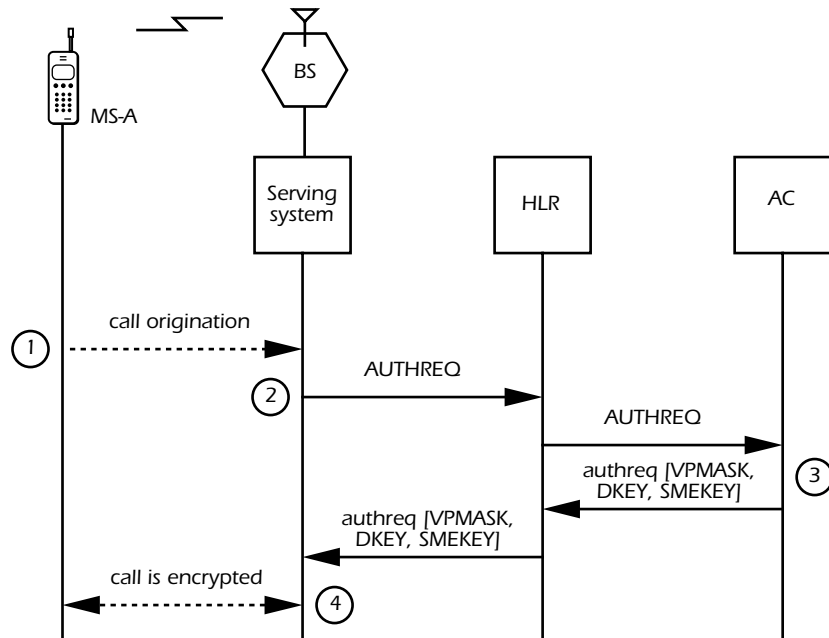 BS
MS-A
Serving
system
HLR
AC
call origination
1
AUTHREQ
2
AUTHREQ
authreq [VPMASK,
DKEY, SMEKEY]
3
authreq [VPMASK,
DKEY, SMEKEY]
call is encrypted
4